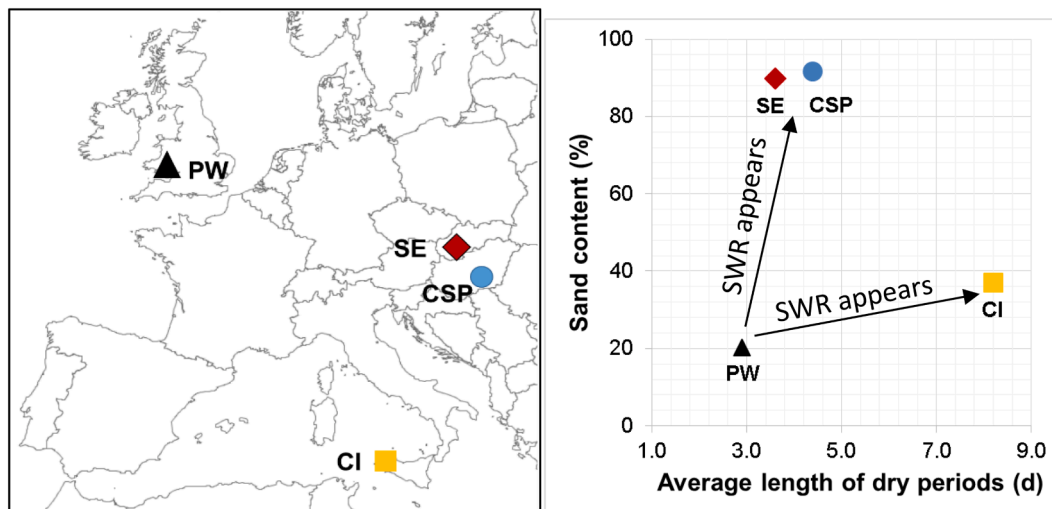 PW
SE
CSP
CI
Sand content (%)
100
80
60
40
20
0
SE
CSP
SWR appears
SWR appears
CI
PW
1.0
3.0
5.0
7.0
9.0
Average length of dry periods (d)